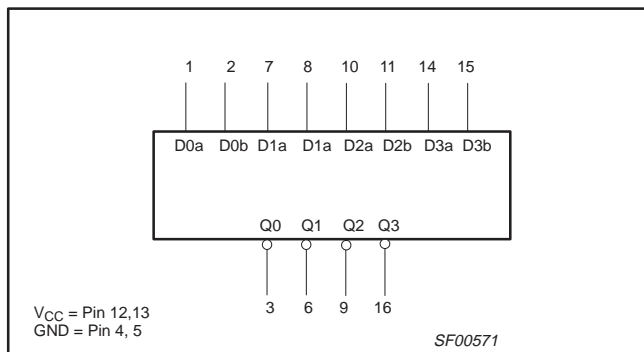 1 2 7 8 10 11 14 15
D0a D0b D1a D1a D2a D2b D3a D3b
Q0 Q1 Q2 Q3
3 6 9 16
VCC = Pin 12,13
GND = Pin 4, 5
SF00571